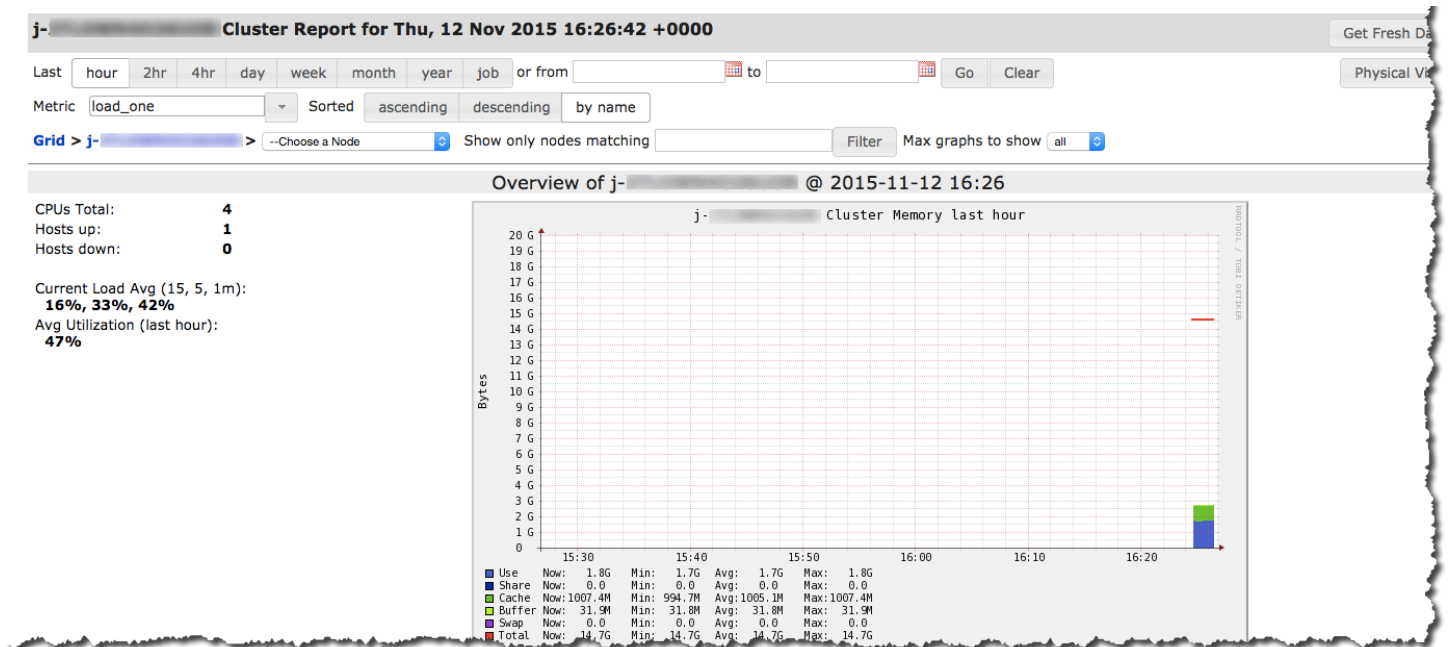 j- Cluster Report for Thu, 12 Nov 2015 16:26:42 +0000
Get Fresh
Last hour 2hr 4hr day week month year job or from to Go Clear
Physical
Metric load_one Sorted ascending descending by name
Grid > j- > --Choose a Node Show only nodes matching Filter Max graphs to show all
Overview of j- @ 2015-11-12 16:26
CPUs Total: 4
Hosts up: 1
Hosts down: 0
Current Load Avg (15, 5, 1m):
16%, 33%, 42%
Avg Utilization (last hour):
47%
j- Cluster Memory last hour
RRDTOOL / TOBI OETIKER
Bytes
20 G
19 G
18 G
17 G
16 G
15 G
14 G
13 G
12 G
11 G
10 G
9 G
8 G
7 G
6 G
5 G
4 G
3 G
2 G
1 G
0
15:30 15:40 15:50 16:00 16:10 16:20
Use Now: 1.8G Min: 1.7G Avg: 1.7G Max: 1.8G
Share Now: 0.0 Min: 0.0 Avg: 0.0 Max: 0.0
Cache Now:1007.4M Min: 994.7M Avg:1005.1M Max:1007.4M
Buffer Now: 31.9M Min: 31.8M Avg: 31.8M Max: 31.9M
Swap Now: 0.0 Min: 0.0 Avg: 0.0 Max: 0.0
Total Now: 14.7G Min: 14.7G Avg: 14.7G Max: 14.7G